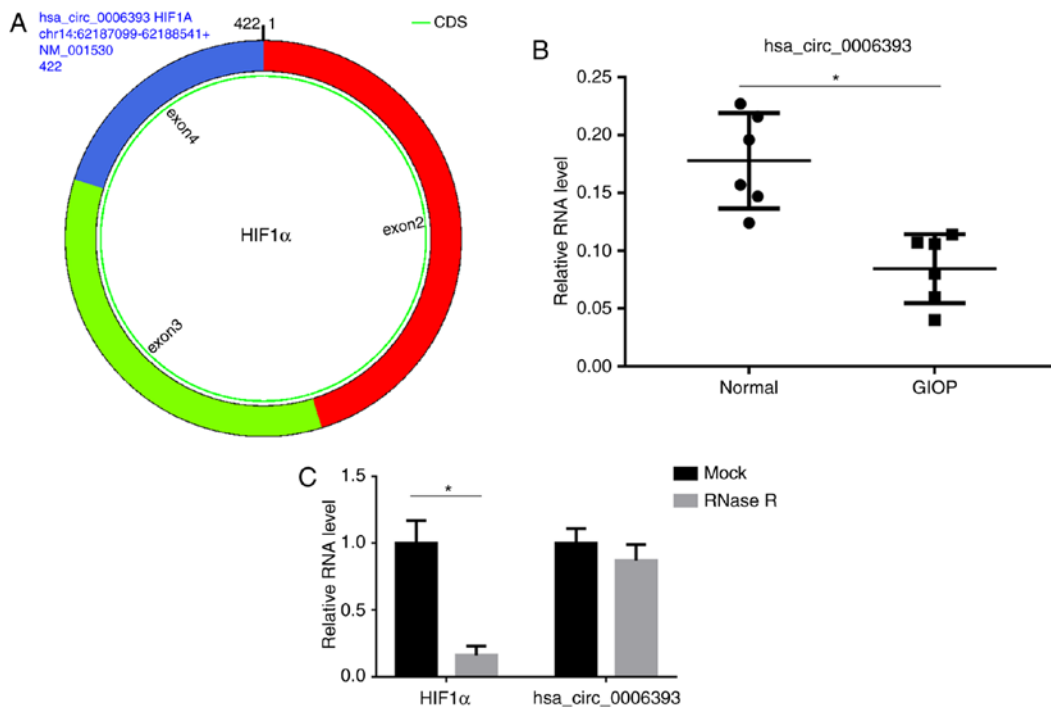 A
hsa_circ_0006393 HIF1A
chr14:62187099-62188541+
NM_001530
422
422 1
CDS
exon4
exon2
HIF1α
exon3
B
hsa_circ_0006393
*
Relative RNA level
0.25
0.20
0.15
0.10
0.05
0.00
Normal GIOP
C
Mock
RNase R
*
Relative RNA level
1.5
1.0
0.5
0.0
HIF1α hsa_circ_0006393